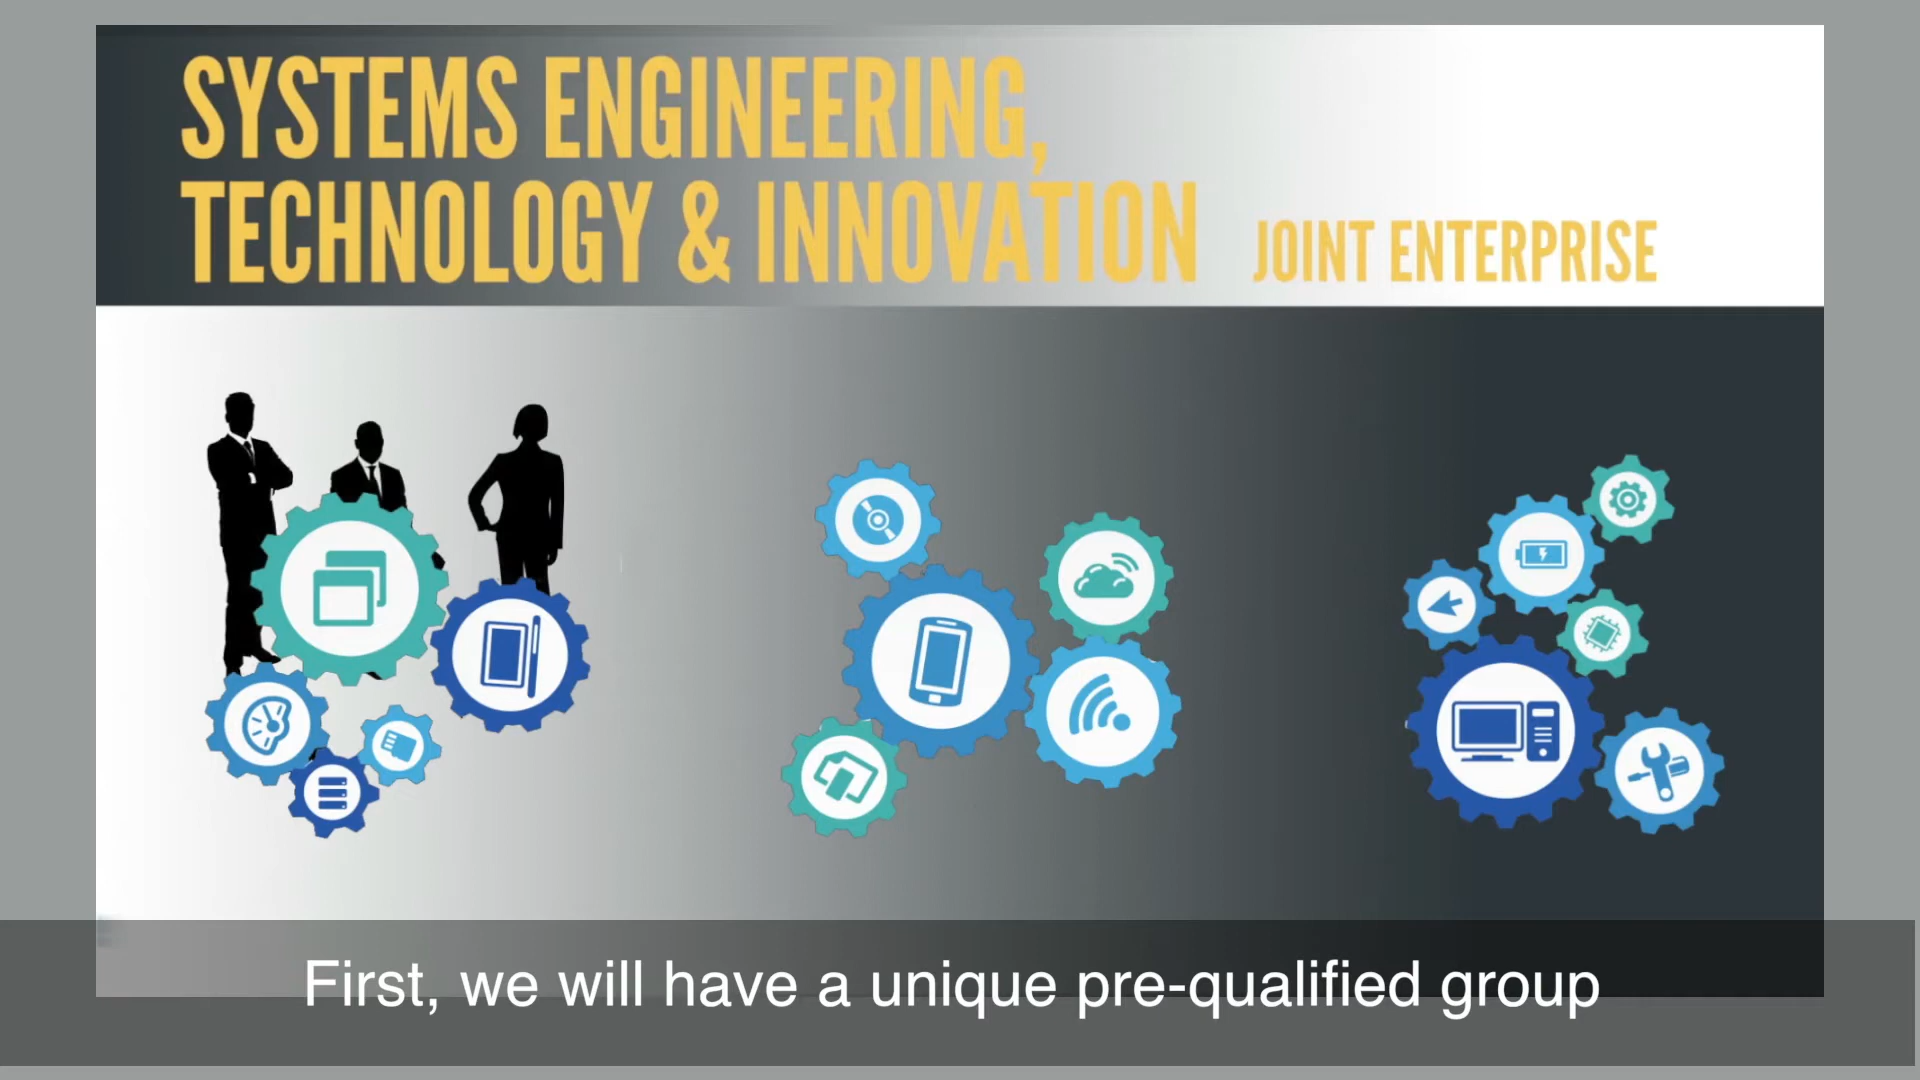 SYSTEMS ENGINEERING,
TECHNOLOGY & INNOVATION JOINT ENTERPRISE
First, we will have a unique pre-qualified group